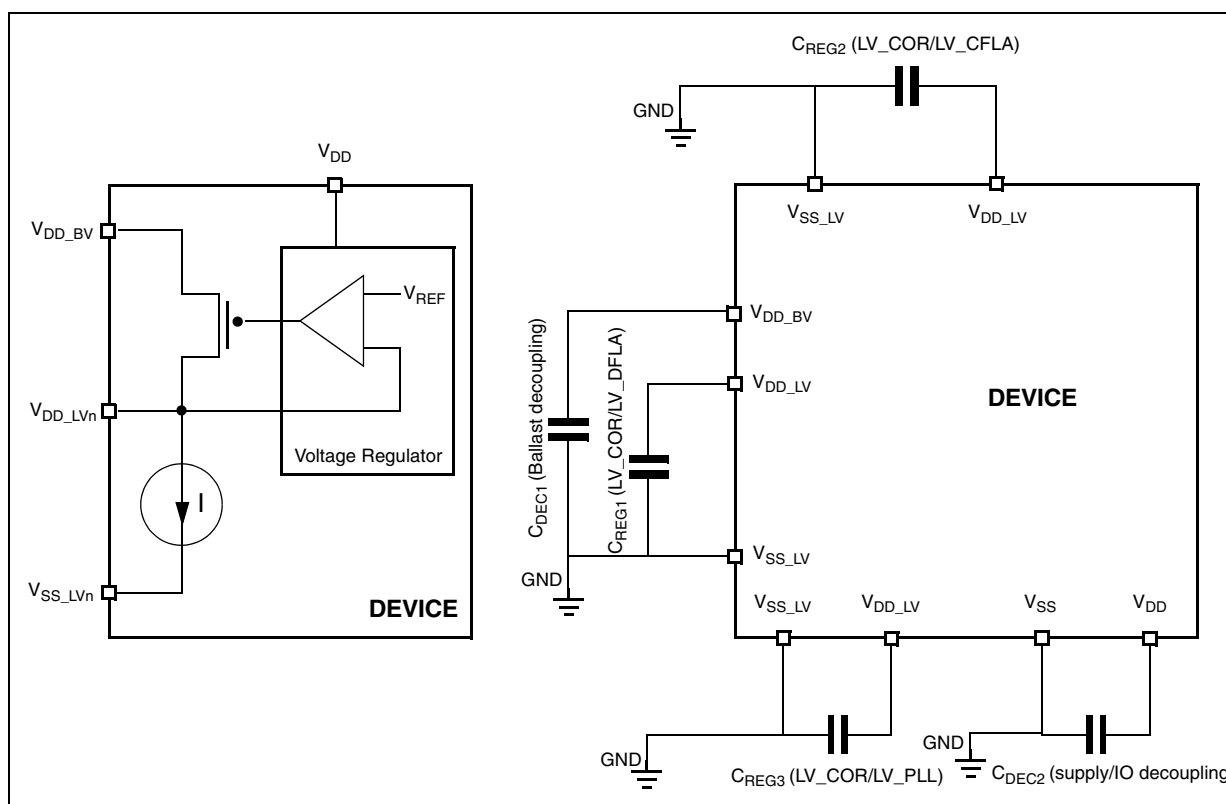 V_DD
V_DD_BV
V_REF
V_DD_LVn
Voltage Regulator
I
V_SS_LVn
DEVICE
C_REG2 (LV_COR/LV_CFLA)
GND
V_SS_LV
V_DD_LV
V_DD_BV
V_DD_LV
DEVICE
C_DEC1 (Ballast decoupling)
C_REG1 (LV_COR/LV_DFLA)
V_SS_LV
GND
V_SS_LV
V_DD_LV
V_SS
V_DD
GND
GND
C_REG3 (LV_COR/LV_PLL)
C_DEC2 (supply/IO decoupling